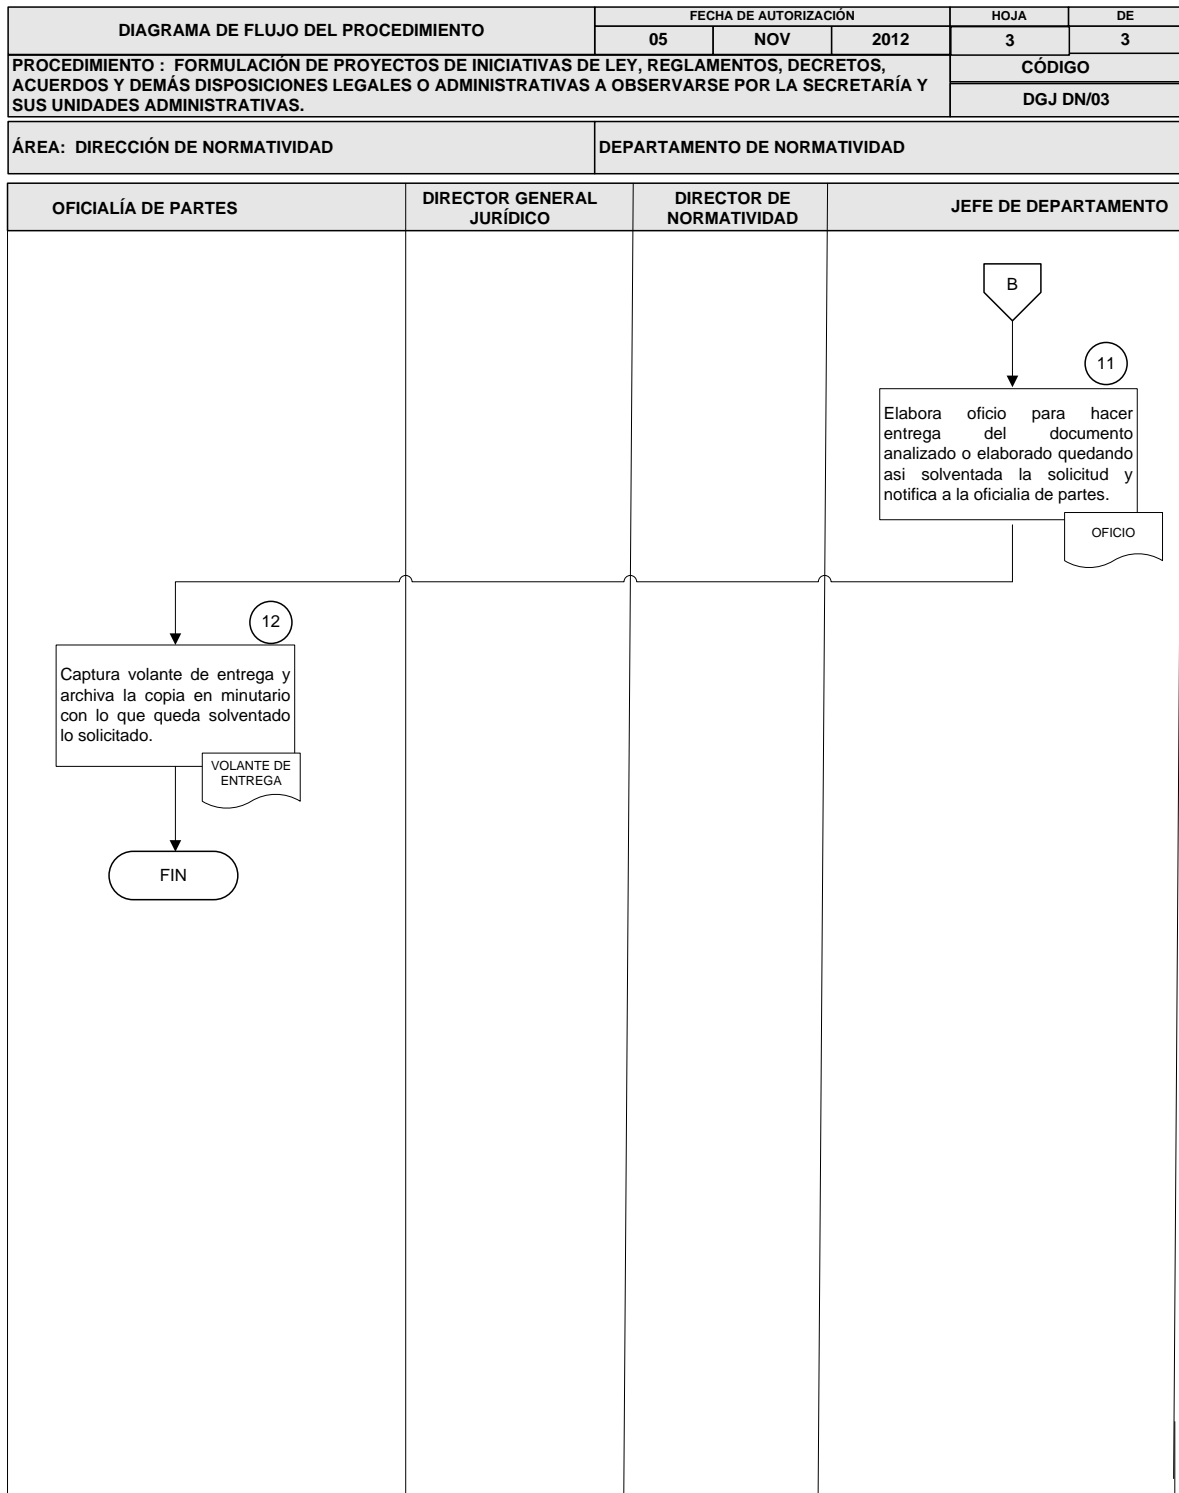 DIAGRAMA DE FLUJO DEL PROCEDIMIENTO
FECHA DE AUTORIZACIÓN
HOJA
DE
05
NOV
2012
3
3
PROCEDIMIENTO : FORMULACIÓN DE PROYECTOS DE INICIATIVAS DE LEY, REGLAMENTOS, DECRETOS,
ACUERDOS Y DEMÁS DISPOSICIONES LEGALES O ADMINISTRATIVAS A OBSERVARSE POR LA SECRETARÍA Y
SUS UNIDADES ADMINISTRATIVAS.
CÓDIGO
DGJ DN/03
ÁREA: DIRECCIÓN DE NORMATIVIDAD
DEPARTAMENTO DE NORMATIVIDAD
OFICIALÍA DE PARTES
DIRECTOR GENERAL
JURÍDICO
DIRECTOR DE
NORMATIVIDAD
JEFE DE DEPARTAMENTO
B
11
Elabora oficio para hacer
entrega del documento
analizado o elaborado quedando
asi solventada la solicitud y
notifica a la oficialia de partes.
OFICIO
12
Captura volante de entrega y
archiva la copia en minutario
con lo que queda solventado
lo solicitado.
VOLANTE DE
ENTREGA
FIN